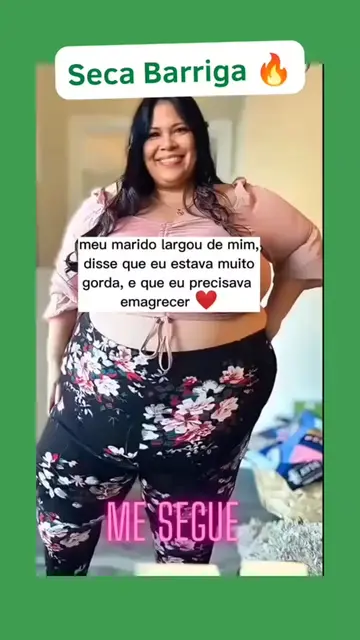 Seca Barriga 🔥
meu marido largou de mim,
disse que eu estava muito
gorda, e que eu precisava
emagrecer ❤️
ME SEGUE